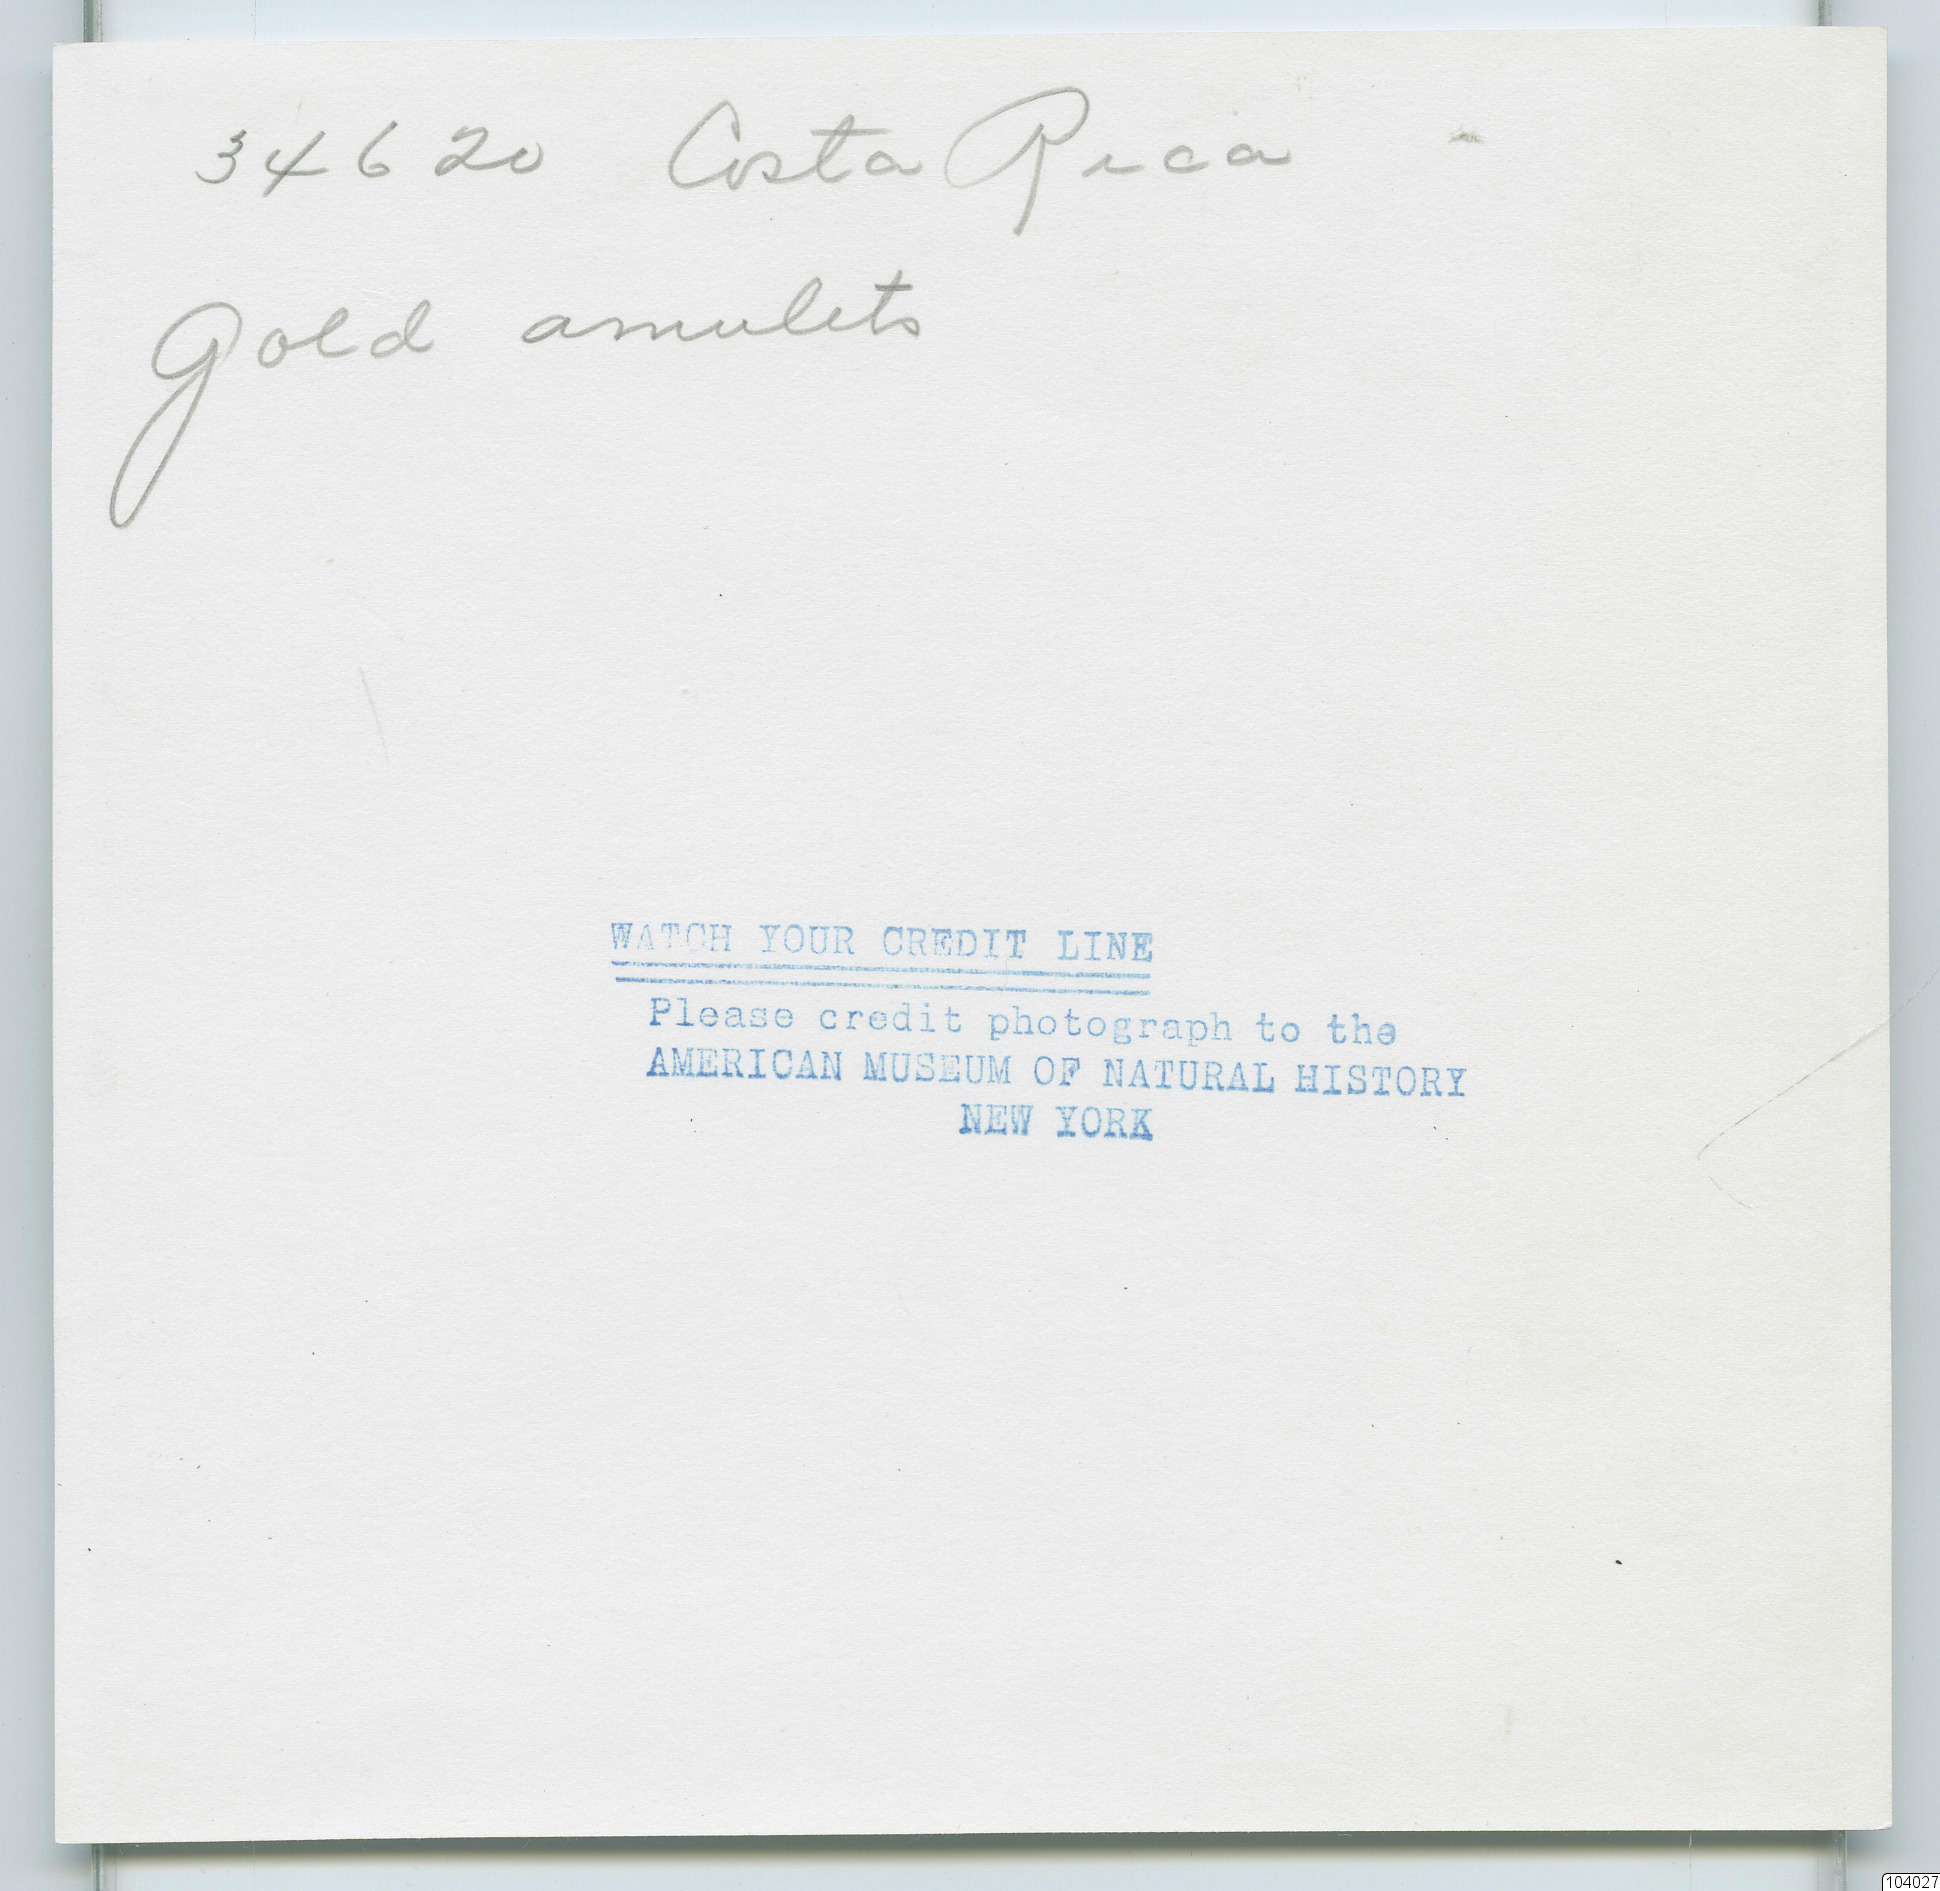 34620 Costa Rica -
Gold amulets
WATCH YOUR CREDIT LINE
Please credit photograph to the
AMERICAN MUSEUM OF NATURAL HISTORY
NEW YORK
104027